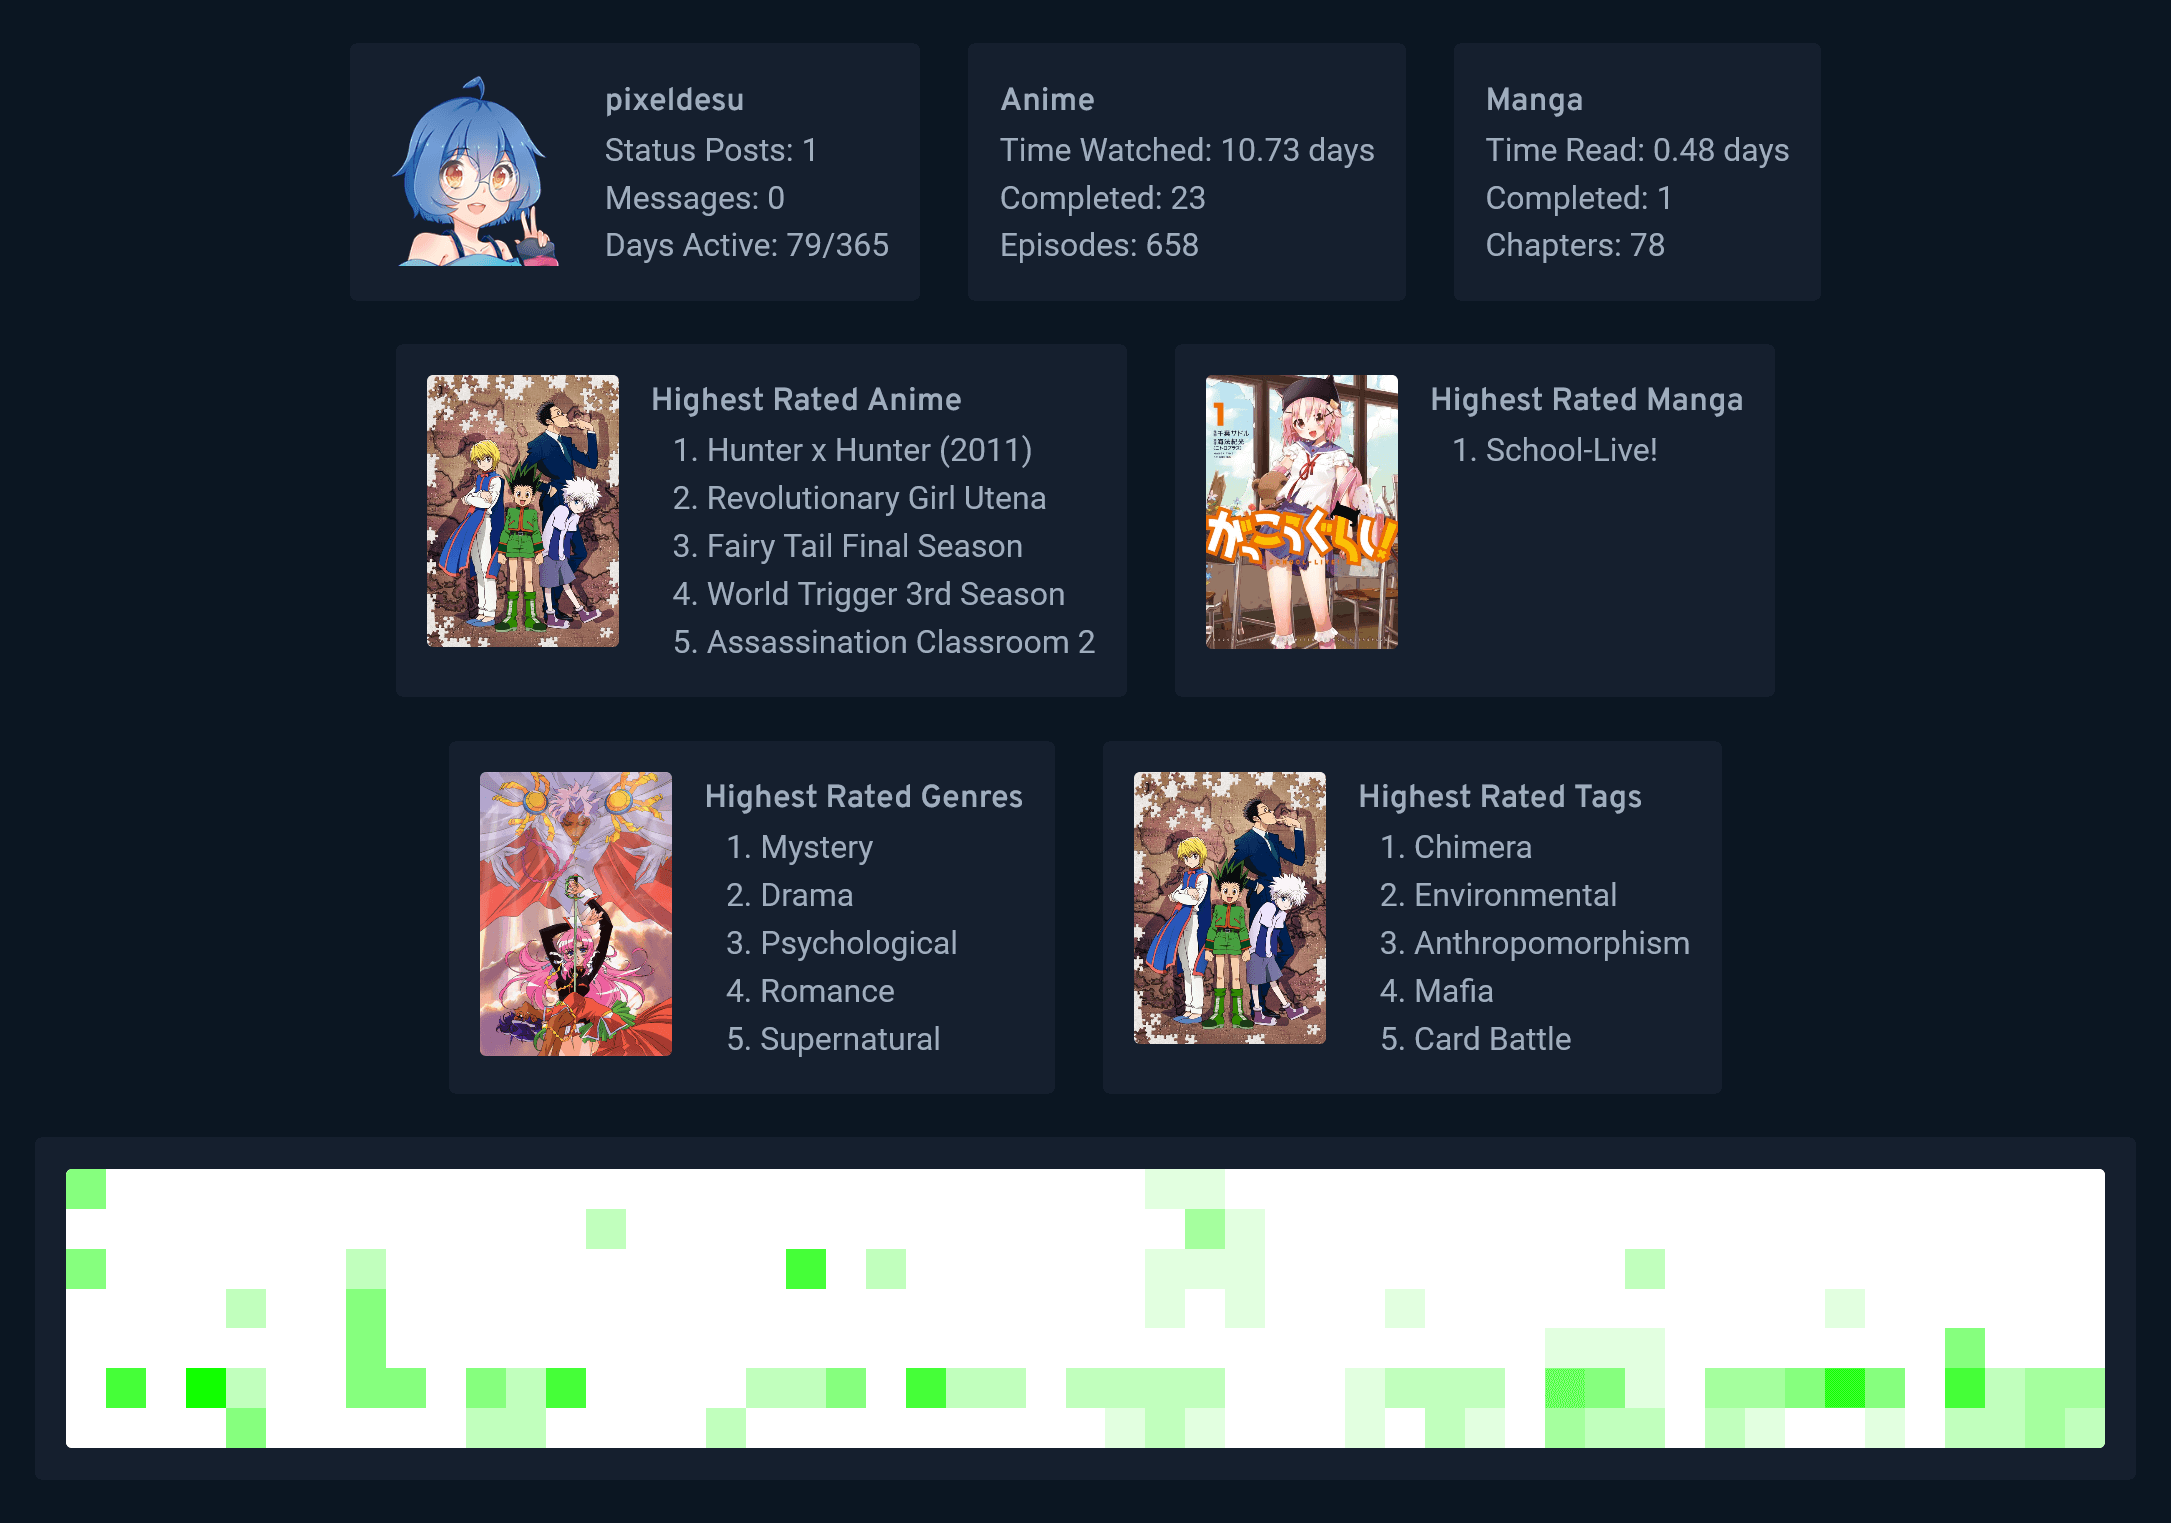 pixeldesu
Status Posts: 1
Messages: 0
Days Active: 79/365
Anime
Time Watched: 10.73 days
Completed: 23
Episodes: 658
Manga
Time Read: 0.48 days
Completed: 1
Chapters: 78
Highest Rated Anime
1. Hunter x Hunter (2011)
2. Revolutionary Girl Utena
3. Fairy Tail Final Season
4. World Trigger 3rd Season
5. Assassination Classroom 2
1
がっこうぐらし!
Highest Rated Manga
1. School-Live!
Highest Rated Genres
1. Mystery
2. Drama
3. Psychological
4. Romance
5. Supernatural
Highest Rated Tags
1. Chimera
2. Environmental
3. Anthropomorphism
4. Mafia
5. Card Battle